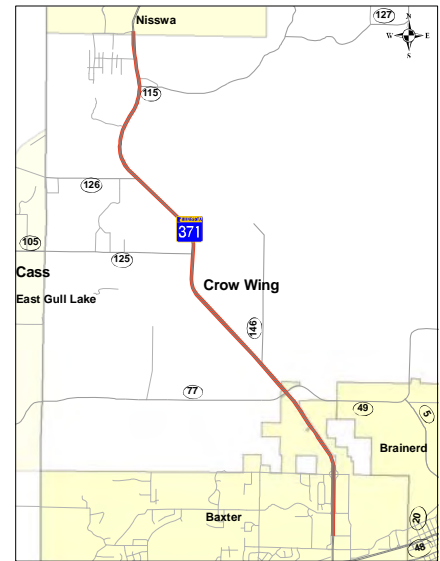 Nisswa
127
N
W E
S
115
126
MINNESOTA
371
105
125
Cass
Crow Wing
East Gull Lake
146
77
49
5
Brainerd
Baxter
20
48